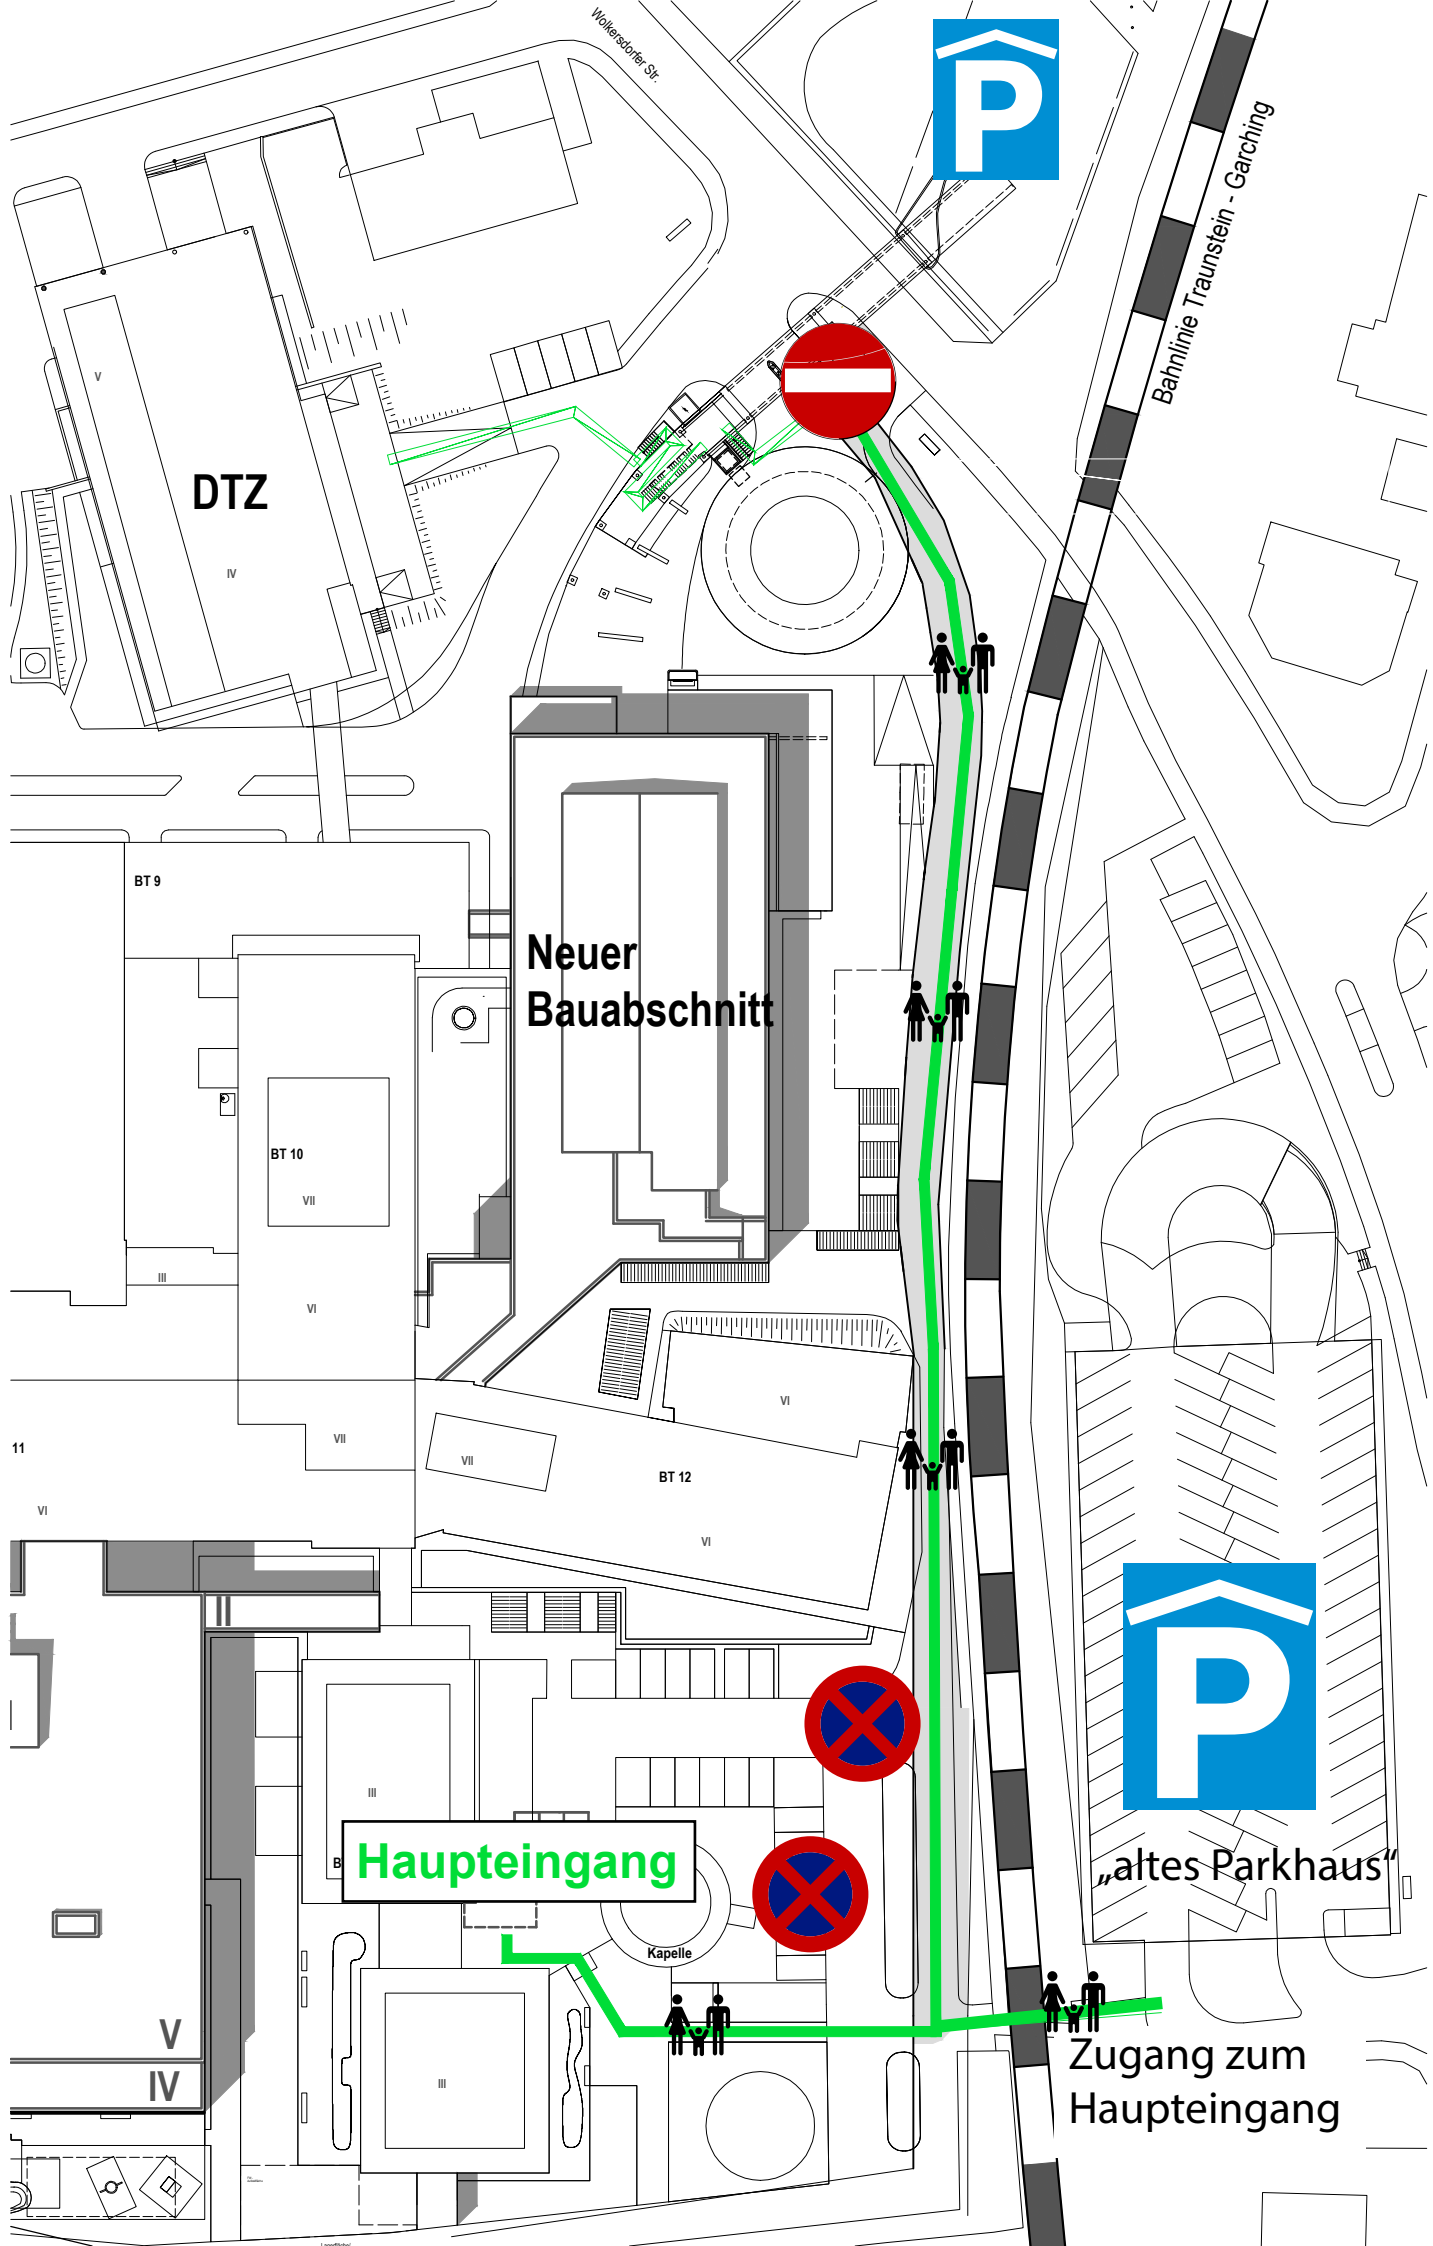 Wolkersdorfer Str.
P
Bahnlinie Traunstein - Garching
V
DTZ
IV
BT 9
Neuer
Bauabschnitt
BT 10
VII
III
VI
VI
VII
11
VII
BT 12
VI
VI
II
P
III
„altes Parkhaus“
B
Haupteingang
Kapelle
V
III
IV
Zugang zum
Haupteingang